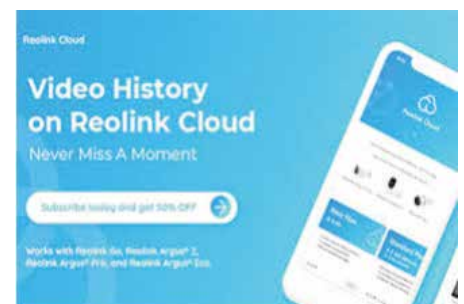 Reolink Cloud
Video History
on Reolink Cloud
Never Miss A Moment
Subscribe today and get 50% OFF
Works with Reolink Go, Reolink Argus® 2,
Reolink Argus® Pro, and Reolink Argus® Eco.
Reolink Cloud